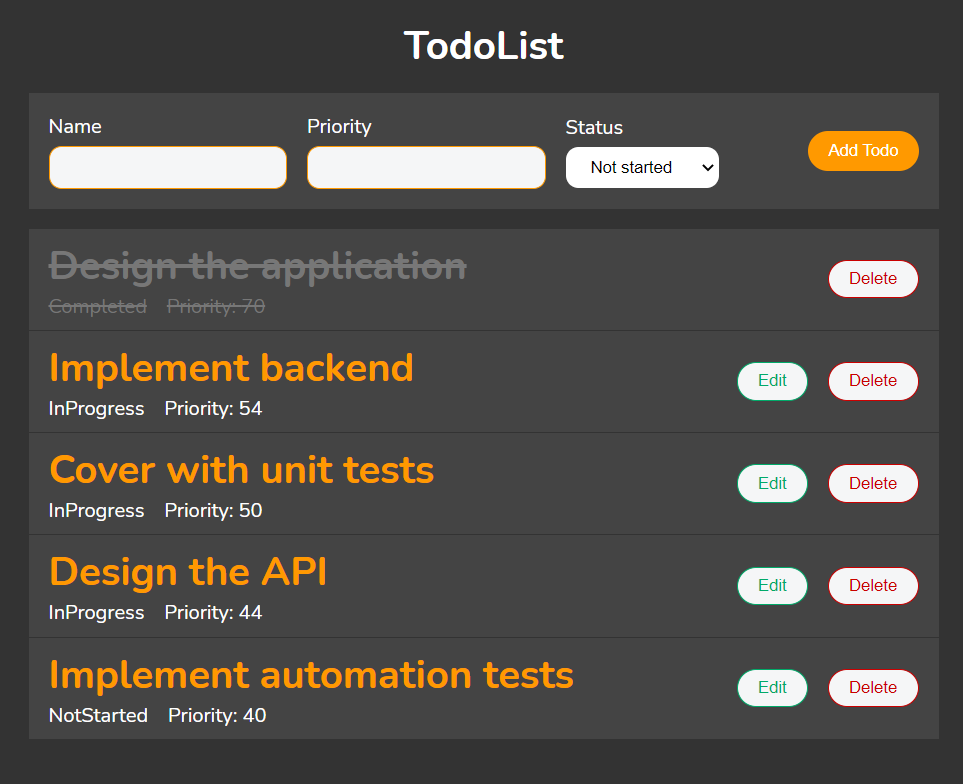 TodoList
Name Priority Status
Not started Add Todo
Design the application
Completed Priority: 70 Delete
Implement backend
InProgress Priority: 54 Edit Delete
Cover with unit tests
InProgress Priority: 50 Edit Delete
Design the API
InProgress Priority: 44 Edit Delete
Implement automation tests
NotStarted Priority: 40 Edit Delete